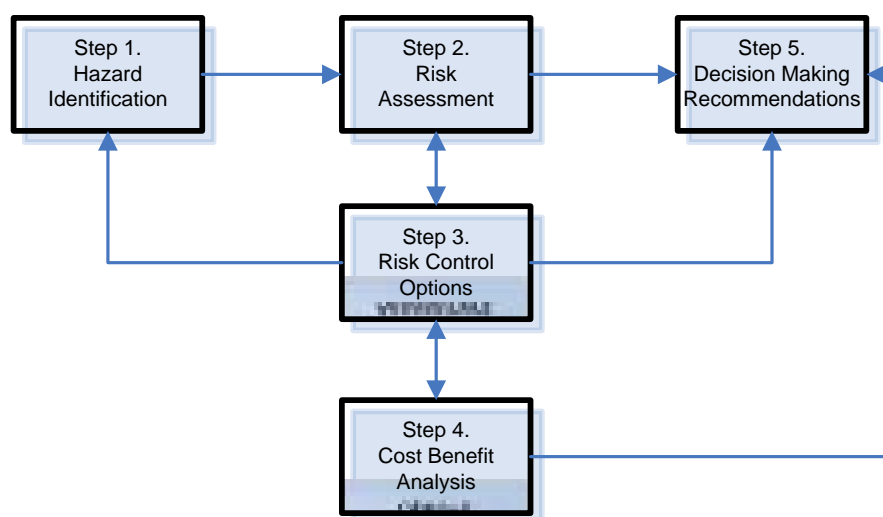 Step 1.
Hazard
Identification
Step 2.
Risk
Assessment
Step 5.
Decision Making
Recommendations
Step 3.
Risk Control
Options
Step 4.
Cost Benefit
Analysis